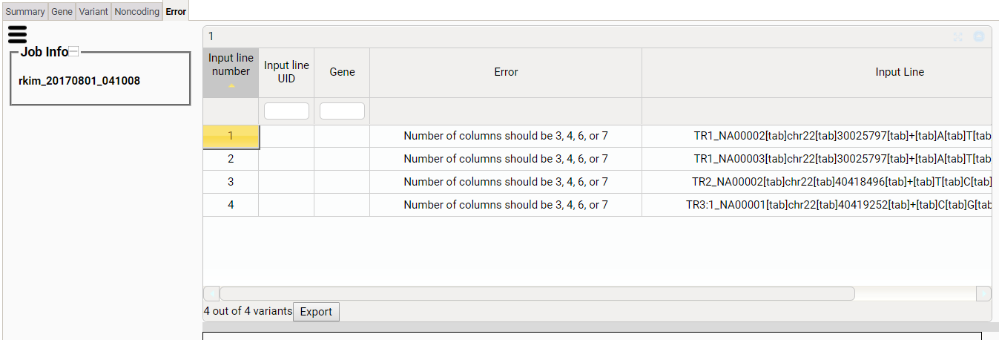 Summary Gene Variant Noncoding Error
Job Info
rkim_20170801_041008
1
Input line number Input line UID Gene Error Input Line
1 Number of columns should be 3, 4, 6, or 7 TR1_NA00002[tab]chr22[tab]30025797[tab]+[tab]A[tab]T[tab
2 Number of columns should be 3, 4, 6, or 7 TR1_NA00003[tab]chr22[tab]30025797[tab]+[tab]A[tab]T[tab
3 Number of columns should be 3, 4, 6, or 7 TR2_NA00002[tab]chr22[tab]40418496[tab]+[tab]T[tab]C[tab]
4 Number of columns should be 3, 4, 6, or 7 TR3:1_NA00001[tab]chr22[tab]40419252[tab]+[tab]C[tab]G[tab
4 out of 4 variants Export